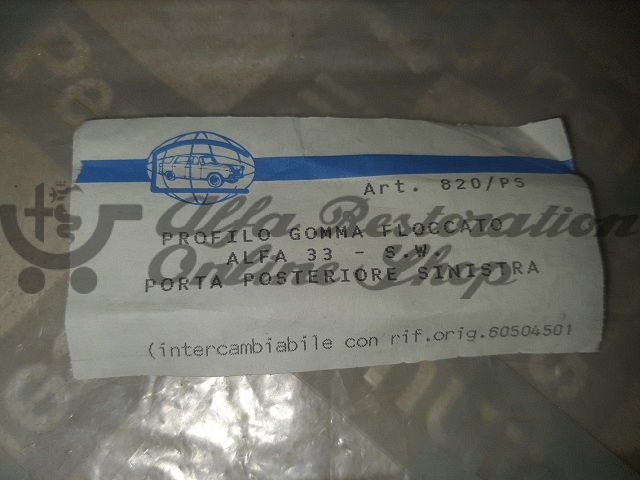 Art. 820/PS
PROFILO GOMMA FLOCCATO
ALFA 33 - S.W.
PORTA POSTERIORE SINISTRA
(intercambiabile con rif.orig.60504501
Alfa Restoration
Online Shop